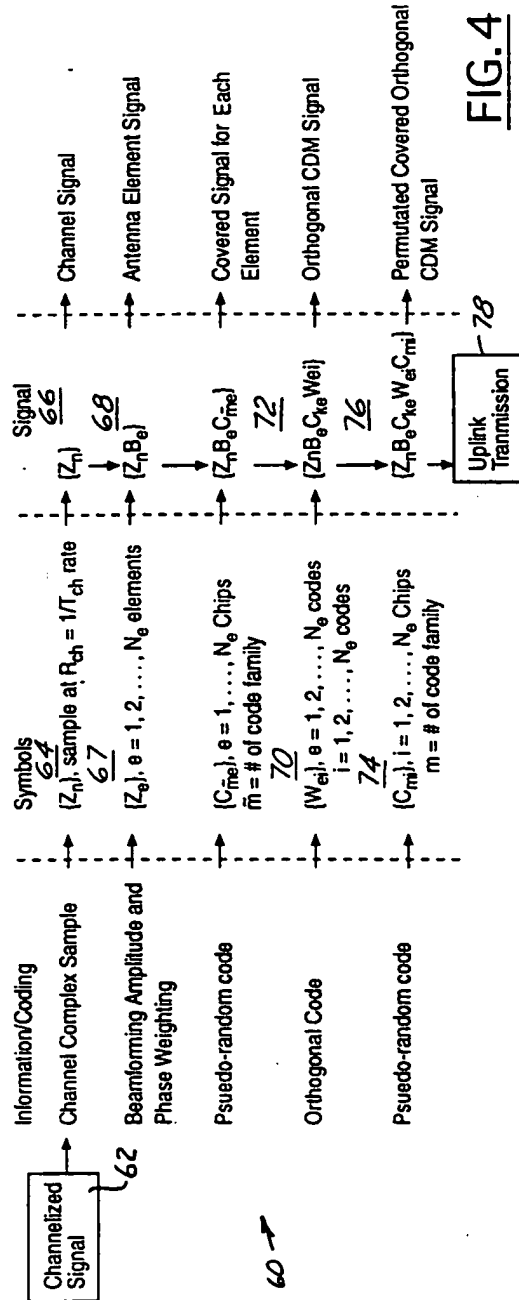 Channelized
Signal
62
60
Information/Coding
Channel Complex Sample
Beamforming Amplitude and
Phase Weighting
Psuedo-random code
Orthogonal Code
Psuedo-random code
Symbols
64
{Z_n}, sample at R_ch = 1/T_ch rate
67
{Z_e}, e = 1, 2, ..., N_e elements
{C_m̃e}, e = 1, ..., N_e Chips
m̃ = # of code family
70
{W_ei}, e = 1, 2, ..., N_e codes
i = 1, 2, ..., N_e codes
74
{C_mi}, i = 1, 2, ..., N_e Chips
m = # of code family
Signal
66
{Z_n}
68
{Z_nB_e}
{Z_nB_eC_m̃e}
72
{ZnB_eC_keWei}
76
{Z_nB_eC_keW_eiC_mi}
Uplink
Tranmission
78
Channel Signal
Antenna Element Signal
Covered Signal for Each
Element
Orthogonal CDM Signal
Permutated Covered Orthogonal
CDM Signal
FIG.4